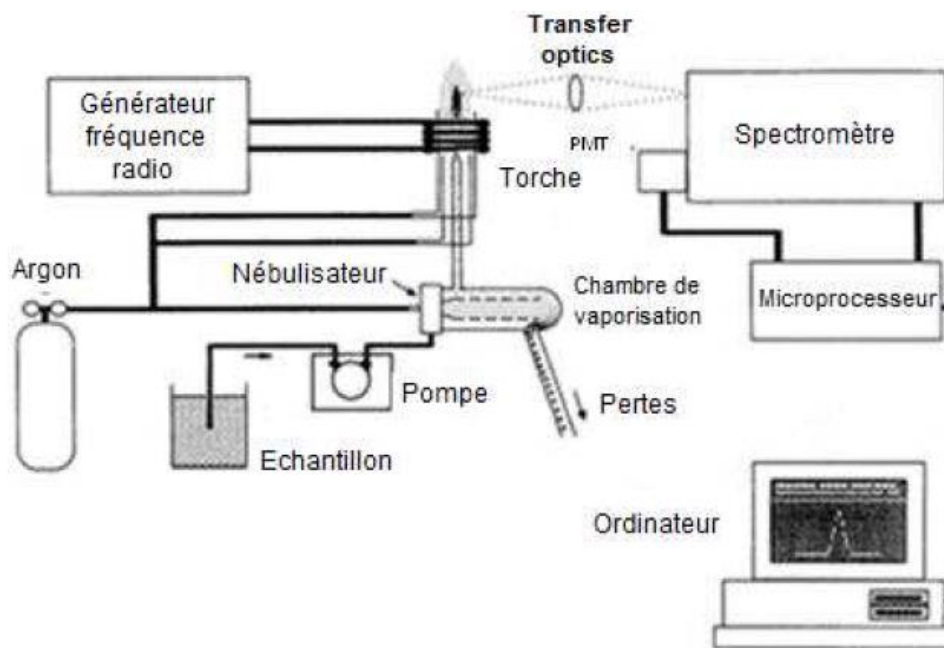 Transfer
optics
Générateur
fréquence
radio
PMT
Spectromètre
Torche
Argon
Nébulisateur
Chambre de
vaporisation
Microprocesseur
Pompe
Pertes
Echantillon
Ordinateur